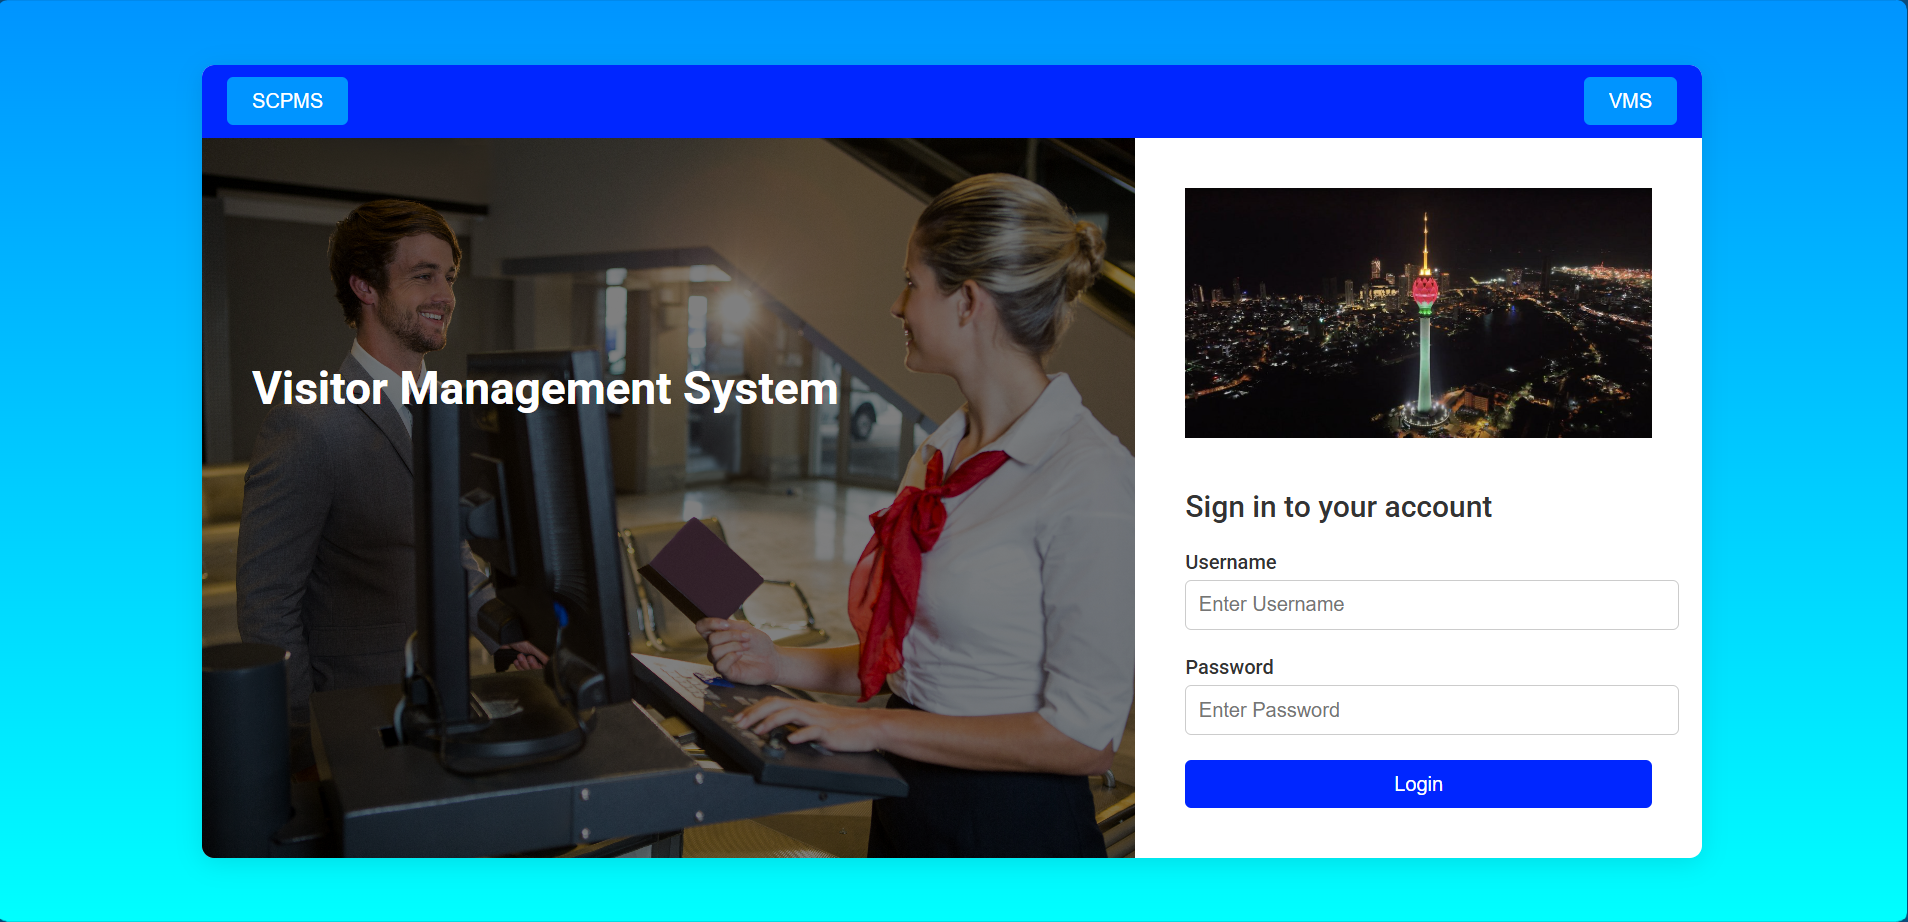 SCPMS
VMS
Visitor Management System
Sign in to your account
Username
Enter Username
Password
Enter Password
Login